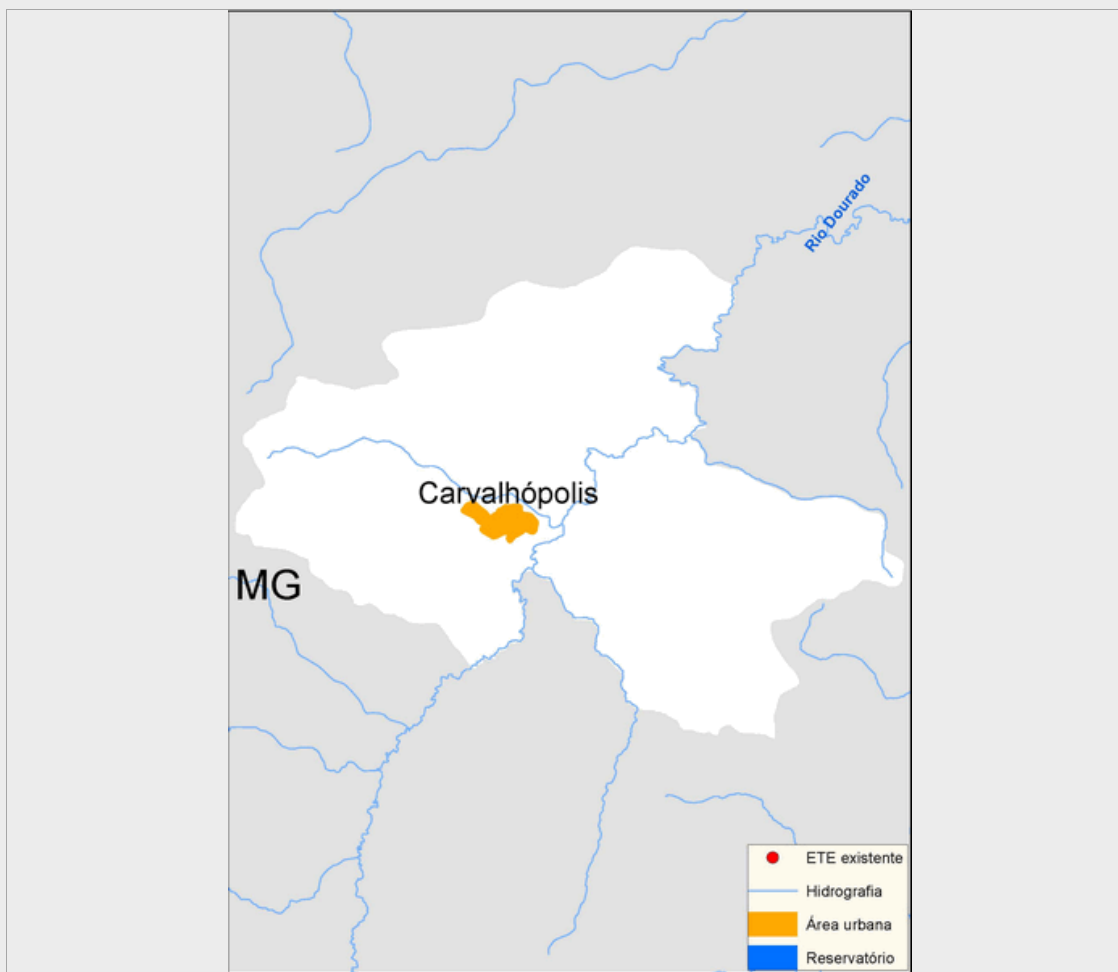 Rio Dourado
Carvalhópolis
MG
ETE existente
Hidrografia
Área urbana
Reservatório